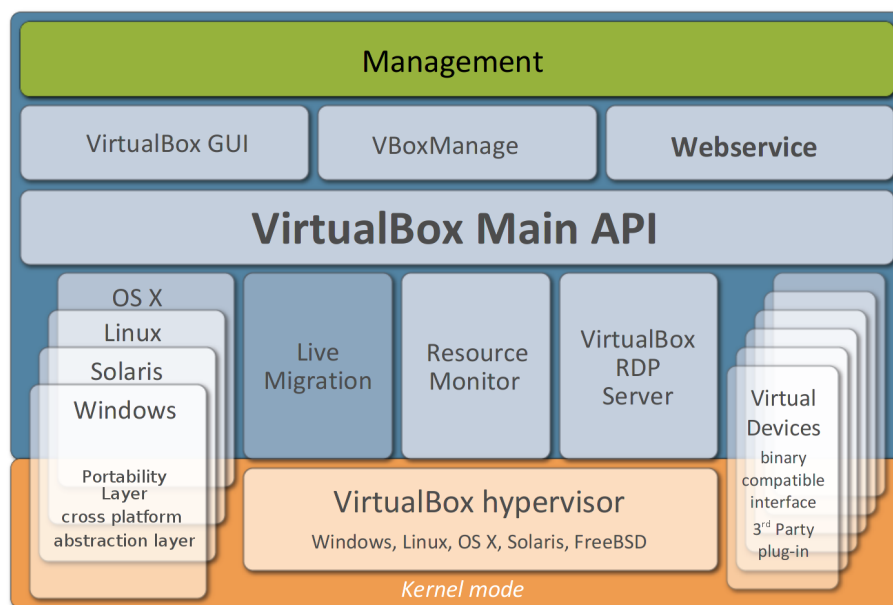 Management
VirtualBox GUI
VBoxManage
Webservice
VirtualBox Main API
OS X
Linux
Solaris
Windows
Portability
Layer
cross platform
abstraction layer
Live
Migration
Resource
Monitor
VirtualBox
RDP
Server
Virtual
Devices
binary
compatible
interface
3rd Party
plug-in
VirtualBox hypervisor
Windows, Linux, OS X, Solaris, FreeBSD
Kernel mode